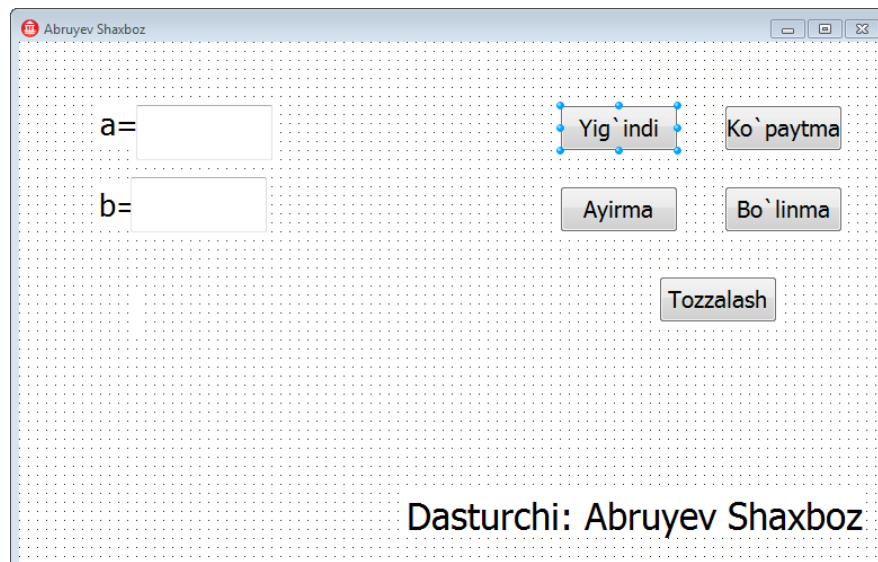 Abruyev Shaxboz
a=
Yig`indi
Ko`paytma
b=
Ayirma
Bo`linma
Tozzalash
Dasturchi: Abruyev Shaxboz